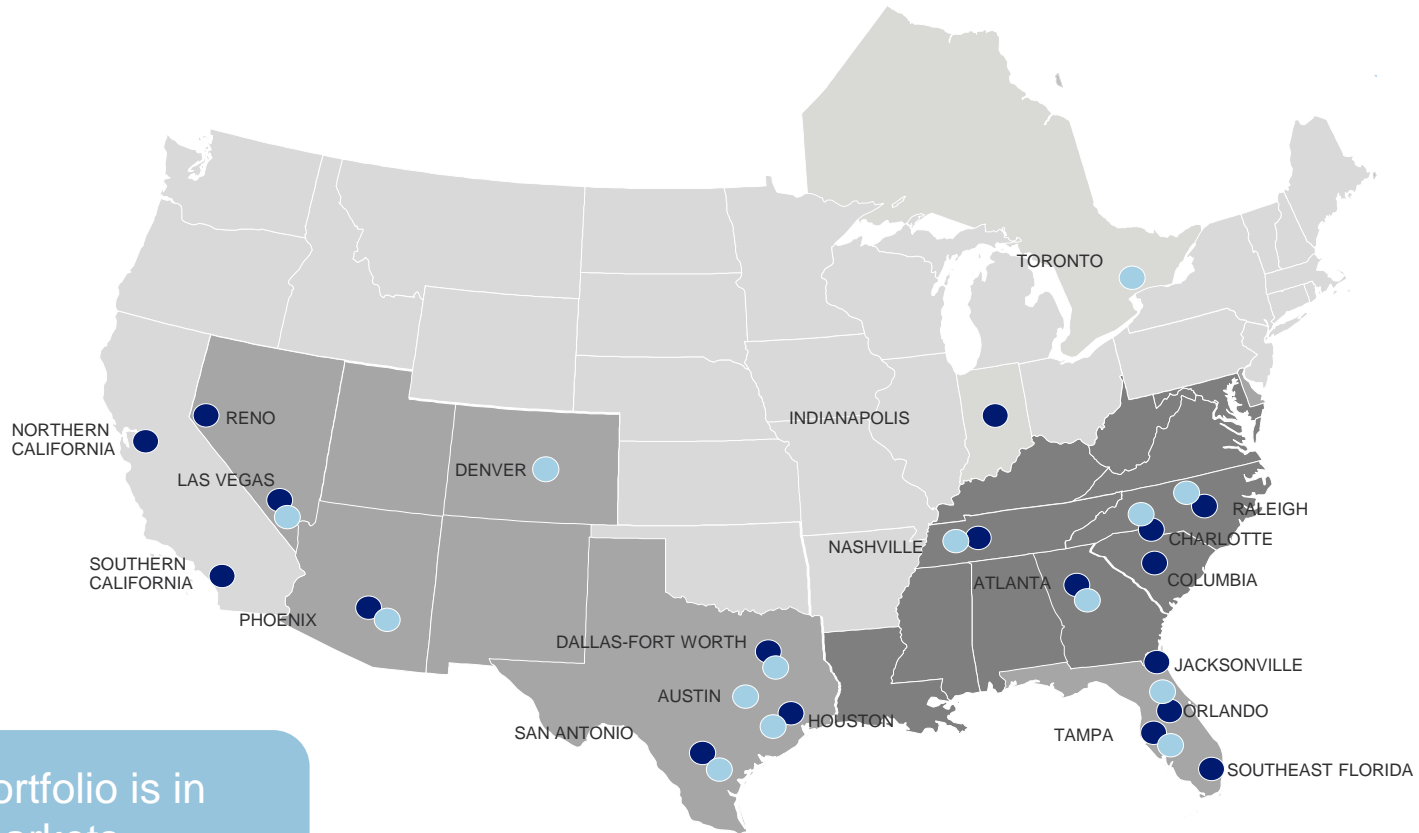 TORONTO
RENO
INDIANAPOLIS
NORTHERN
CALIFORNIA
DENVER
LAS VEGAS
RALEIGH
CHARLOTTE
NASHVILLE
SOUTHERN
CALIFORNIA
ATLANTA
COLUMBIA
PHOENIX
DALLAS-FORT WORTH
JACKSONVILLE
AUSTIN
ORLANDO
HOUSTON
SAN ANTONIO
TAMPA
SOUTHEAST FLORIDA
ortfolio is in